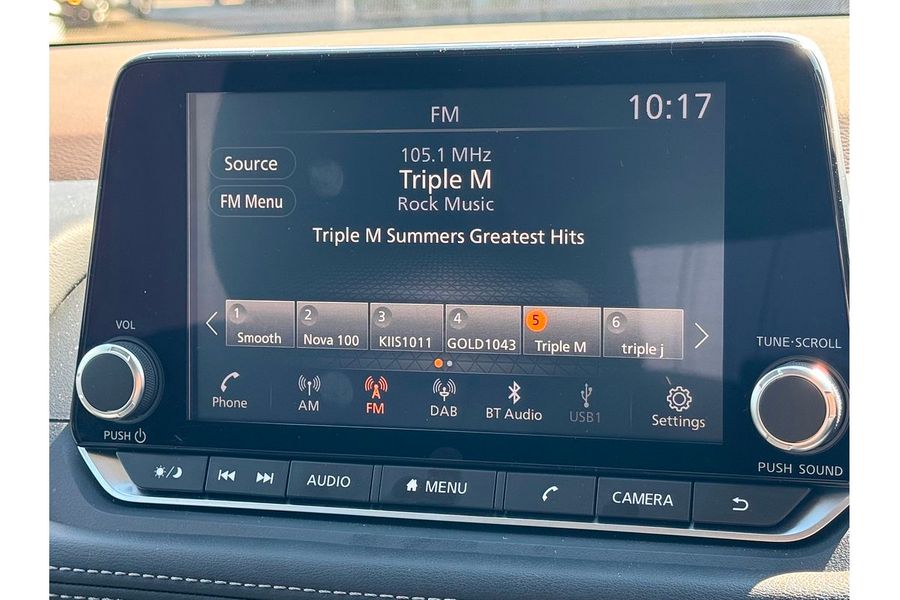 FM
10:17
Source
FM Menu
105.1 MHz
Triple M
Rock Music
Triple M Summers Greatest Hits
1 Smooth
2 Nova 100
3 KIIS1011
4 GOLD1043
5 Triple M
6 triple j
Phone
AM
FM
DAB
BT Audio
USB1
Settings
VOL
PUSH
TUNE·SCROLL
PUSH SOUND
AUDIO
MENU
CAMERA